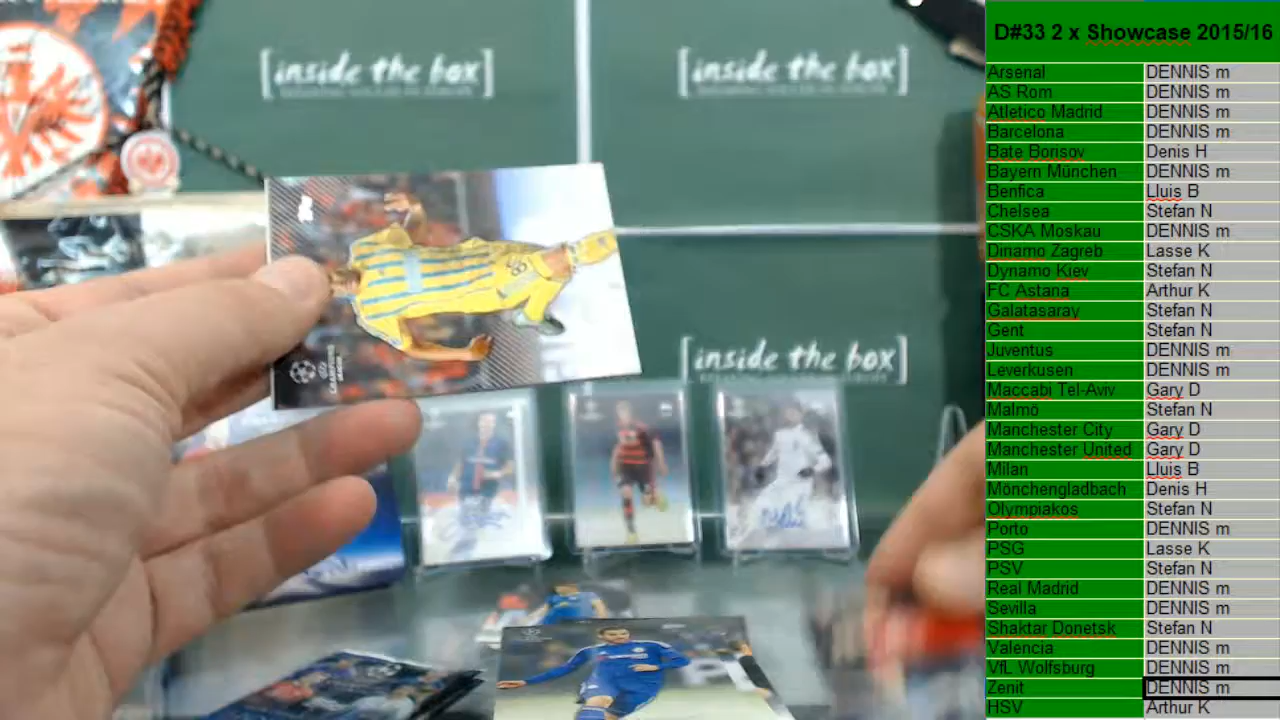 [inside the box]
[inside the box]
[inside the box]
CHAMPIONS
LEAGUE
D#33 2 x Showcase 2015/16
Arsenal DENNIS m
AS Rom DENNIS m
Atletico Madrid DENNIS m
Barcelona DENNIS m
Bate Borisov Denis H
Bayern München DENNIS m
Benfica Lluis B
Chelsea Stefan N
CSKA Moskau DENNIS m
Dinamo Zagreb Lasse K
Dynamo Kiev Stefan N
FC Astana Arthur K
Galatasaray Stefan N
Gent Stefan N
Juventus DENNIS m
Leverkusen DENNIS m
Maccabi Tel-Aviv Gary D
Malmö Stefan N
Manchester City Gary D
Manchester United Gary D
Milan Lluis B
Mönchengladbach Denis H
Olympiakos Stefan N
Porto DENNIS m
PSG Lasse K
PSV Stefan N
Real Madrid DENNIS m
Sevilla DENNIS m
Shaktar Donetsk Stefan N
Valencia DENNIS m
VfL Wolfsburg DENNIS m
Zenit DENNIS m
HSV Arthur K